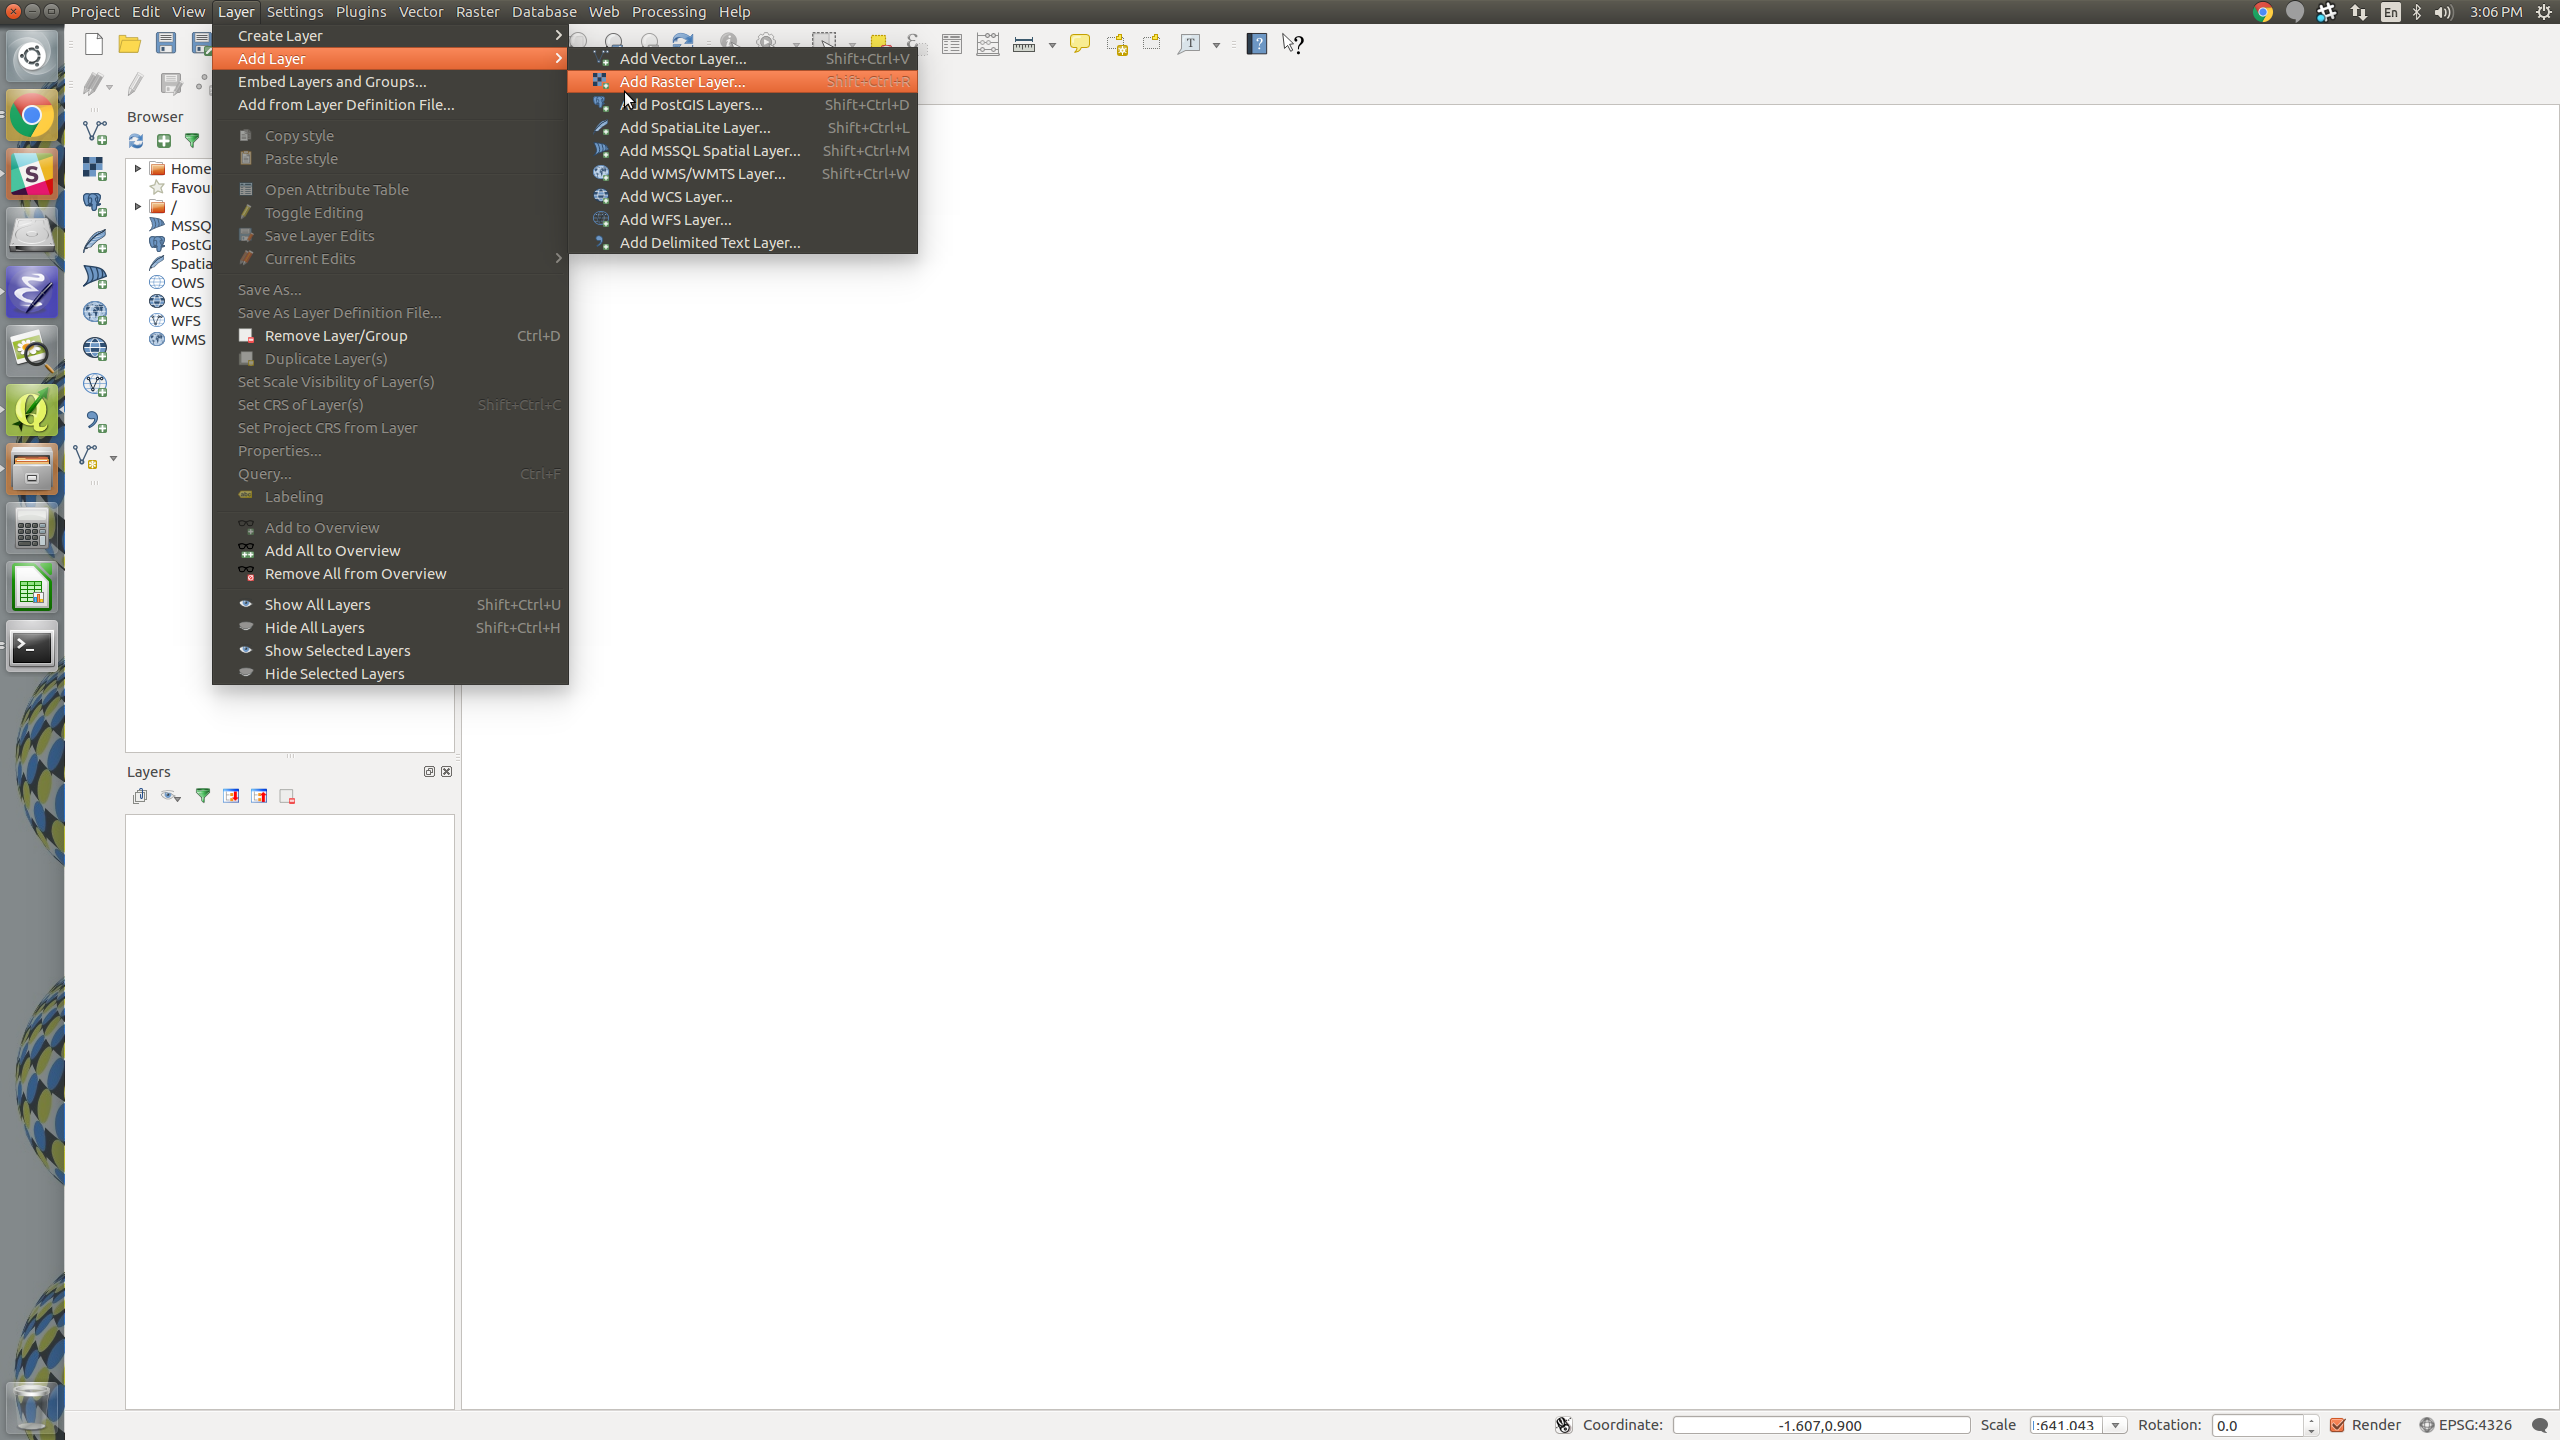 Project Edit View Layer Settings Plugins Vector Raster Database Web Processing Help
En 3:06 PM
Create Layer
Add Layer
Embed Layers and Groups...
Add from Layer Definition File...
Copy style
Paste style
Open Attribute Table
Toggle Editing
Save Layer Edits
Current Edits
Save As...
Save As Layer Definition File...
Remove Layer/Group Ctrl+D
Duplicate Layer(s)
Set Scale Visibility of Layer(s)
Set CRS of Layer(s) Shift+Ctrl+C
Set Project CRS from Layer
Properties...
Query... Ctrl+F
Labeling
Add to Overview
Add All to Overview
Remove All from Overview
Show All Layers Shift+Ctrl+U
Hide All Layers Shift+Ctrl+H
Show Selected Layers
Hide Selected Layers
Add Vector Layer... Shift+Ctrl+V
Add Raster Layer... Shift+Ctrl+R
Add PostGIS Layers... Shift+Ctrl+D
Add SpatiaLite Layer... Shift+Ctrl+L
Add MSSQL Spatial Layer... Shift+Ctrl+M
Add WMS/WMTS Layer... Shift+Ctrl+W
Add WCS Layer...
Add WFS Layer...
Add Delimited Text Layer...
Browser
Home
Favou
/
MSSQ
PostG
Spatia
OWS
WCS
WFS
WMS
Layers
Coordinate: -1.607,0.900 Scale :641.043 Rotation: 0.0 Render EPSG:4326